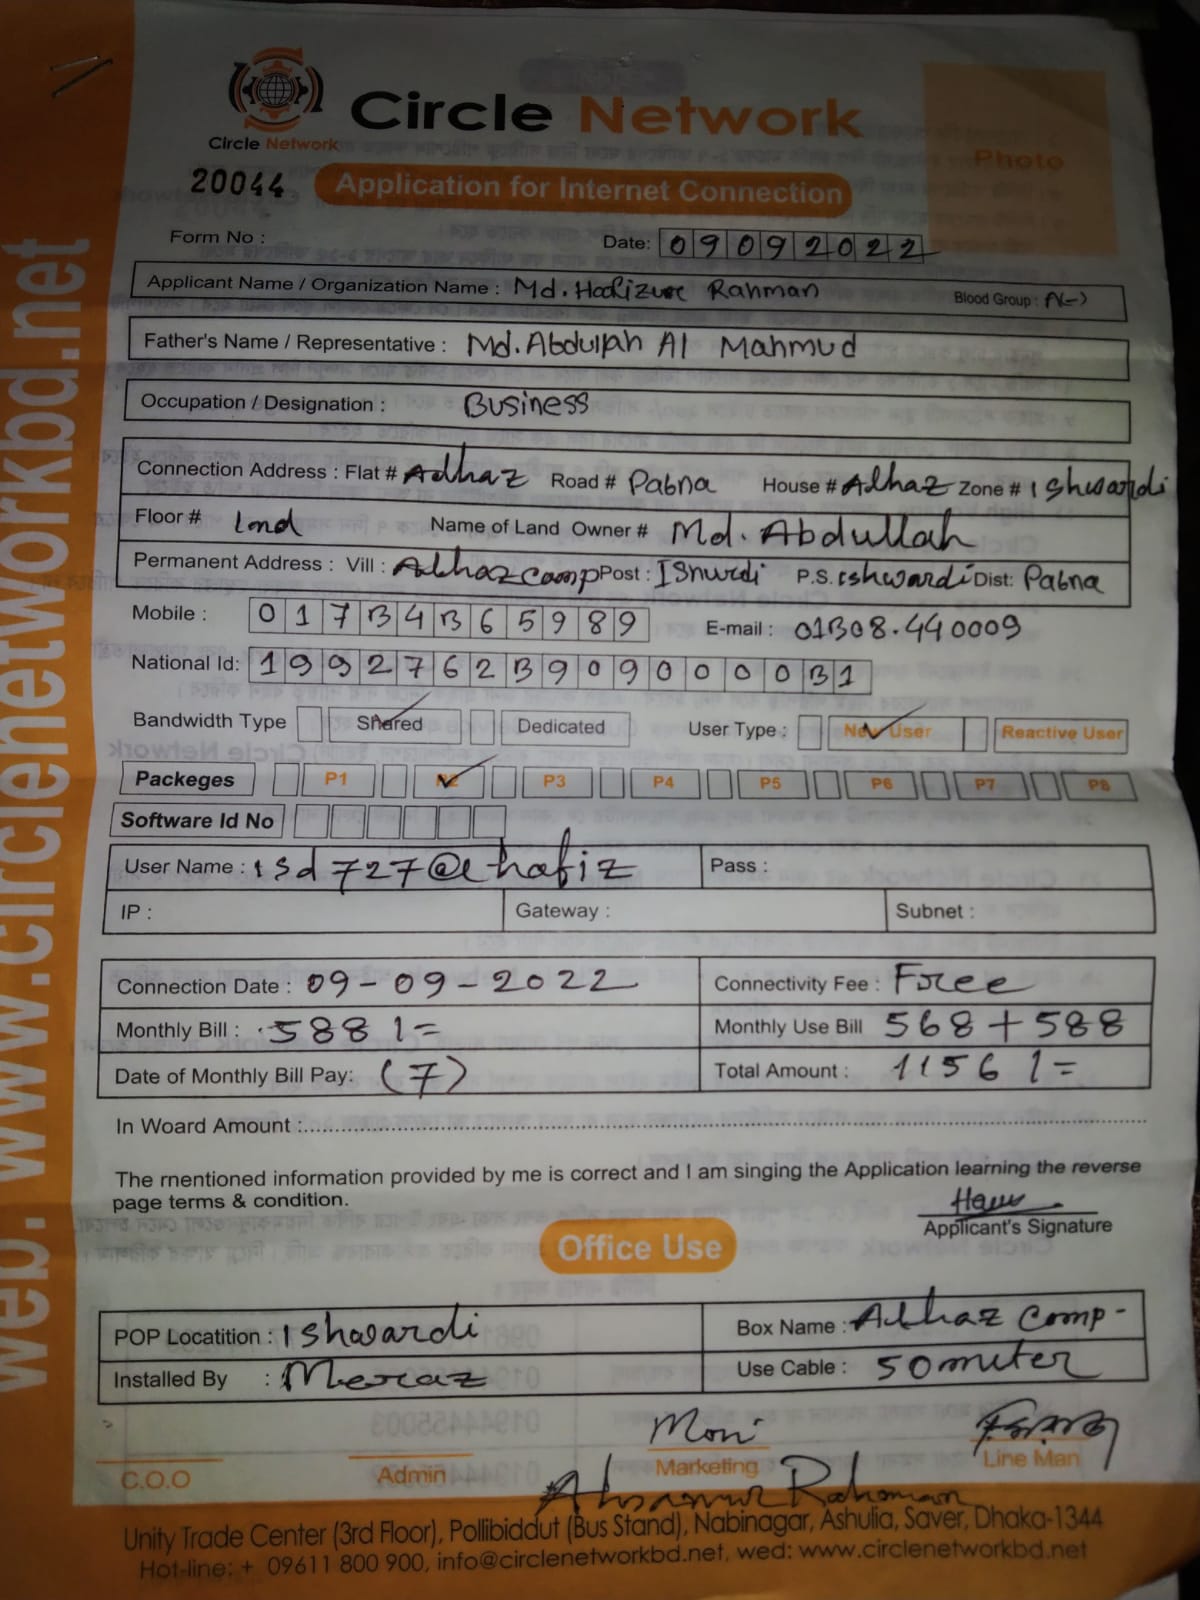 Circle Network
Circle Network
Photo
20044 Application for Internet Connection
Form No :
Date: 09092022
Applicant Name / Organization Name : Md. Hafizur Rahman Blood Group : A(-)
Father's Name / Representative : Md. Abdullah Al Mahmud
Occupation / Designation : Business
Connection Address : Flat # Alhaz Road # Pabna House # Alhaz Zone # Ishwardi
Floor # Name of Land Owner # Md. Abdullah
Permanent Address : Vill : Alhaz camp Post : Ishurdi P.S. Ishwardi Dist: Pabna
Mobile : 01734365989 E-mail : 01308.440009
National Id: 19927623909000031
Bandwidth Type Shared Dedicated User Type : New User Reactive User
Packeges P1 P2 P3 P4 P5 P6 P7 P8
Software Id No
User Name : isd727@hafiz Pass :
IP : Gateway : Subnet :
Connection Date : 09-09-2022 Connectivity Fee : Free
Monthly Bill : 588/= Monthly Use Bill 568+588
Date of Monthly Bill Pay: (7) Total Amount : 1156/=
In Woard Amount :
The mentioned information provided by me is correct and I am singing the Application learning the reverse
page terms & condition.
Applicant's Signature
Office Use
POP Locatition : Ishwardi Box Name : Alhaz Comp-
Installed By : Meraz Use Cable : 50 meter
Moni
C.O.O Admin Marketing Line Man
Rahman
Unity Trade Center (3rd Floor), Pollibiddut (Bus Stand), Nabinagar, Ashulia, Saver, Dhaka-1344
Hot-line: + 09611 800 900, info@circlenetworkbd.net, wed: www.circlenetworkbd.net
web: www.circlenetworkbd.net